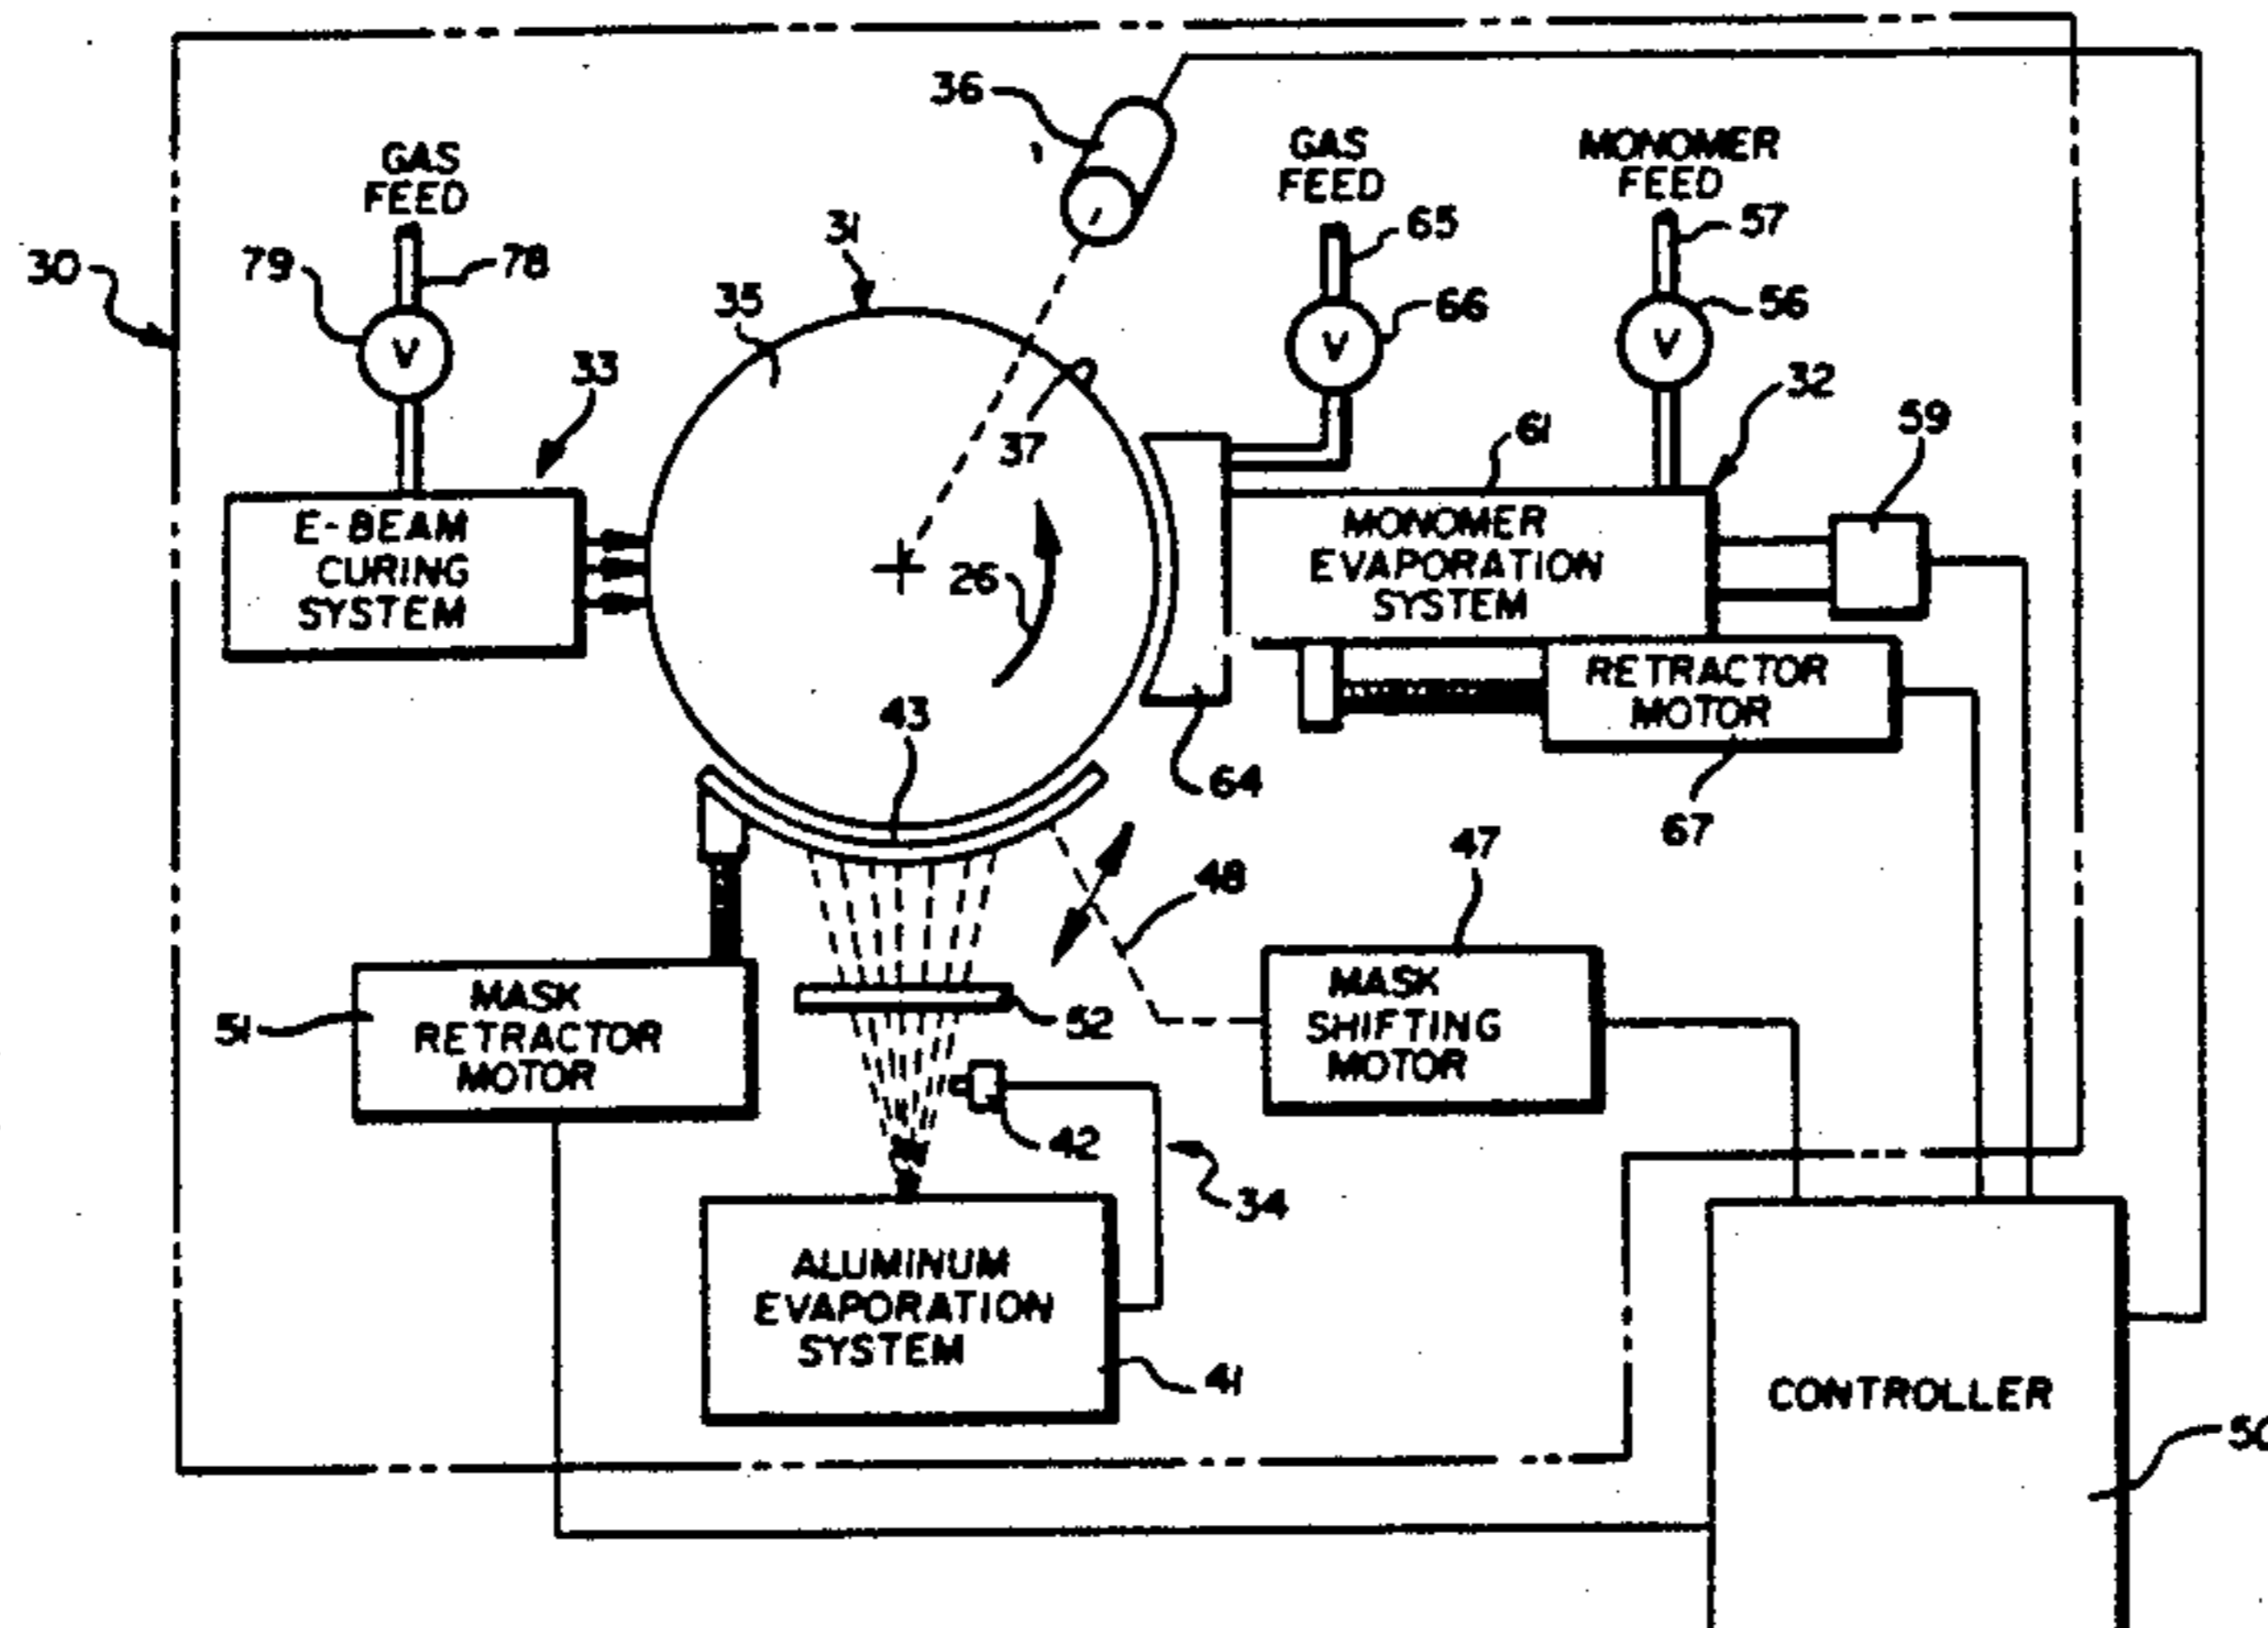 36
GAS
FEED
MONOMER
FEED
GAS
FEED
30
79
78
31
35
65
57
66
56
33
32
37
61
59
E-BEAM
CURING
SYSTEM
26
MONOMER
EVAPORATION
SYSTEM
RETRACTOR
MOTOR
43
64
67
47
48
51
MASK
RETRACTOR
MOTOR
52
MASK
SHIFTING
MOTOR
42
34
ALUMINUM
EVAPORATION
SYSTEM
41
CONTROLLER
V
V
V